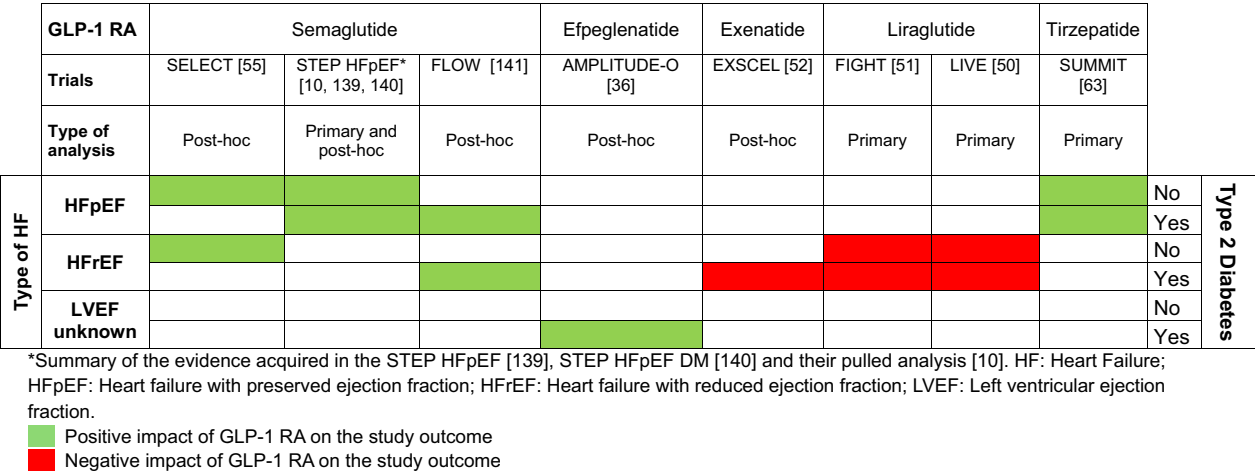 GLP-1 RA Semaglutide Efpeglenatide Exenatide Liraglutide Tirzepatide
Trials SELECT [55] STEP HFpEF* [10, 139, 140] FLOW [141] AMPLITUDE-O [36] EXSCEL [52] FIGHT [51] LIVE [50] SUMMIT [63]
Type of analysis Post-hoc Primary and post-hoc Post-hoc Post-hoc Post-hoc Primary Primary Primary
Type of HF
HFpEF No
Yes
HFrEF No
Yes
LVEF unknown No
Yes
Type 2 Diabetes
*Summary of the evidence acquired in the STEP HFpEF [139], STEP HFpEF DM [140] and their pulled analysis [10]. HF: Heart Failure;
HFpEF: Heart failure with preserved ejection fraction; HFrEF: Heart failure with reduced ejection fraction; LVEF: Left ventricular ejection
fraction.
Positive impact of GLP-1 RA on the study outcome
Negative impact of GLP-1 RA on the study outcome